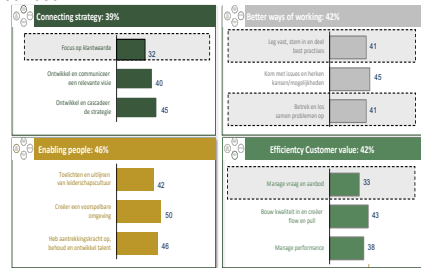 Connecting strategy: 39%
Focus op klantwaarde
32
Ontwikkel en communiceer
een relevante visie
40
Ontwikkel en cascadeer
de strategie
45
Better ways of working: 42%
Leg vast, stem in en deel
best practises
41
Kom met issues en herken
kansen/mogelijkheden
45
Betrek en los
samen problemen op
41
Enabling people: 46%
Toelichten en uitlijnen
van leiderschapscultuur
42
Creëer een voorspelbare
omgeving
50
Heb aantrekkingskracht op,
behoud en ontwikkel talent
46
Efficientcy Customer value: 42%
Manage vraag en aanbod
33
Bouw kwaliteit in en creëer
flow en pull
43
Manage performance
38